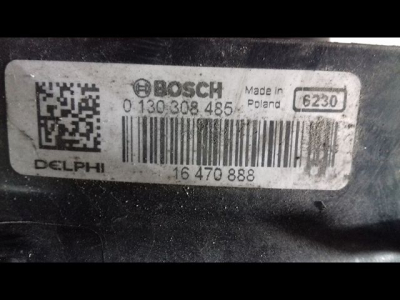 BOSCH
Made in
Poland
6230
0 130 308 485
DELPHI
16 470 888